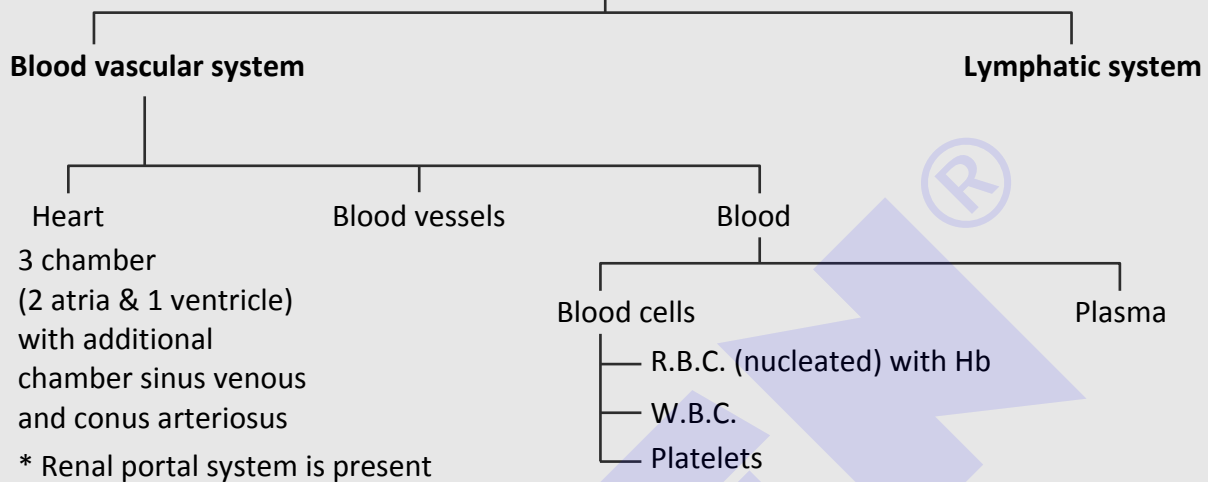 Blood vascular system
Lymphatic system
Heart
Blood vessels
Blood
3 chamber
(2 atria & 1 ventricle)
with additional
chamber sinus venous
and conus arteriosus
* Renal portal system is present
Blood cells
Plasma
R.B.C. (nucleated) with Hb
W.B.C.
Platelets
®